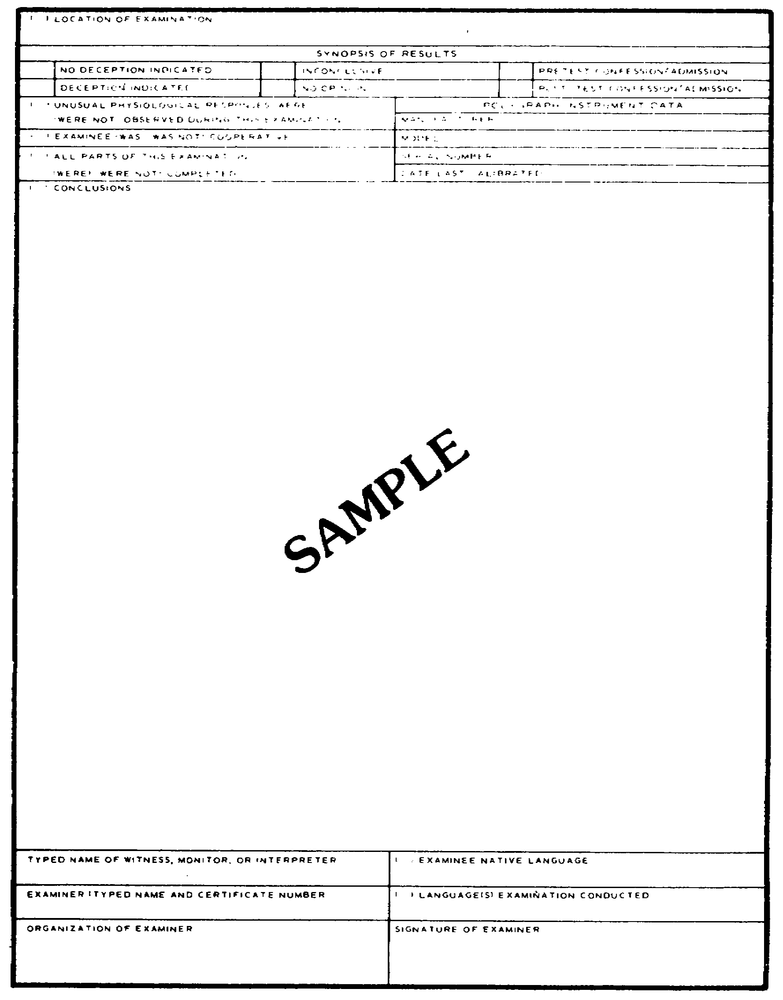 ( ) LOCATION OF EXAMINATION
SYNOPSIS OF RESULTS
NO DECEPTION INDICATED INCONCLUSIVE PRETEST CONFESSION/ADMISSION
DECEPTION INDICATED NO OPINION POST TEST CONFESSION/ADMISSION
( ) UNUSUAL PHYSIOLOGICAL RESPONSES (WERE)
(WERE NOT) OBSERVED DURING THIS EXAMINATION
POLYGRAPH INSTRUMENT DATA
MANUFACTURER
( ) EXAMINEE (WAS) (WAS NOT) COOPERATIVE
MODEL
( ) ALL PARTS OF THIS EXAMINATION
(WERE) (WERE NOT) COMPLETED
SERIAL NUMBER
DATE LAST CALIBRATED
( ) CONCLUSIONS
SAMPLE
TYPED NAME OF WITNESS, MONITOR, OR INTERPRETER
( ) EXAMINEE NATIVE LANGUAGE
EXAMINER (TYPED NAME AND CERTIFICATE NUMBER
( ) LANGUAGE(S) EXAMINATION CONDUCTED
ORGANIZATION OF EXAMINER
SIGNATURE OF EXAMINER